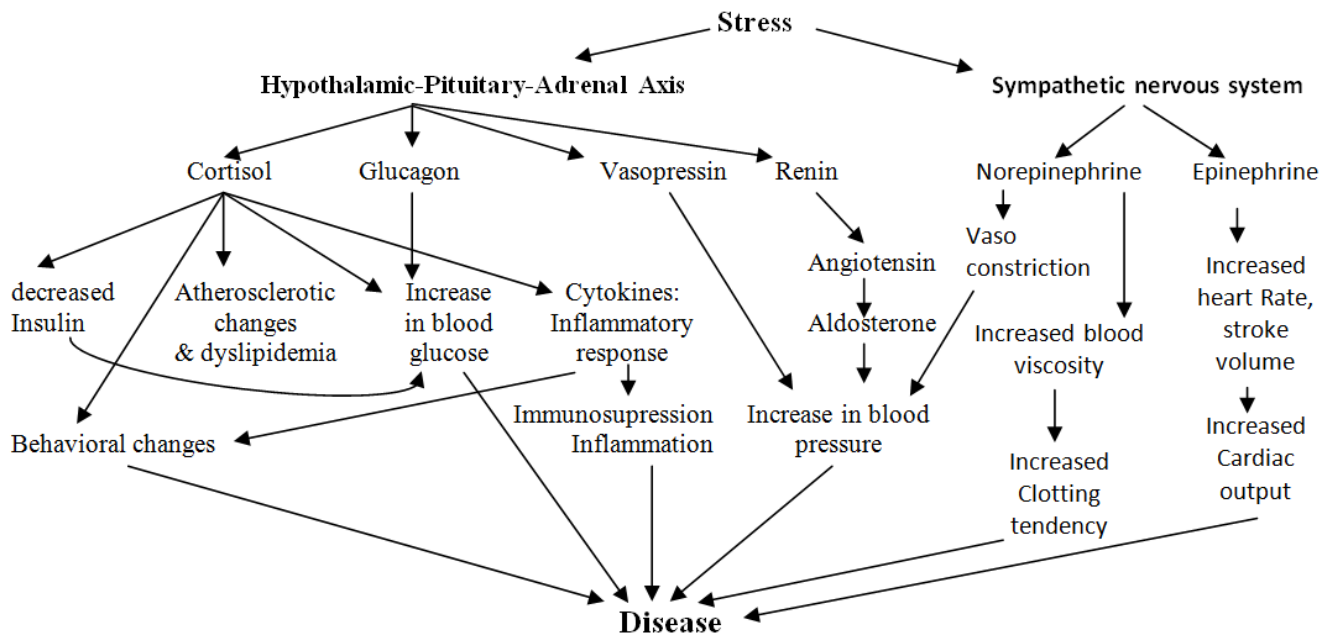 Stress
Hypothalamic-Pituitary-Adrenal Axis
Sympathetic nervous system
Cortisol
Glucagon
Vasopressin
Renin
Norepinephrine
Epinephrine
decreased
Insulin
Atherosclerotic
changes
& dyslipidemia
Increase
in blood
glucose
Cytokines:
Inflammatory
response
Angiotensin
Aldosterone
Vaso
constriction
Increased blood
viscosity
Increased
heart Rate,
stroke
volume
Behavioral changes
Immunosupression
Inflammation
Increase in blood
pressure
Increased
Clotting
tendency
Increased
Cardiac
output
Disease